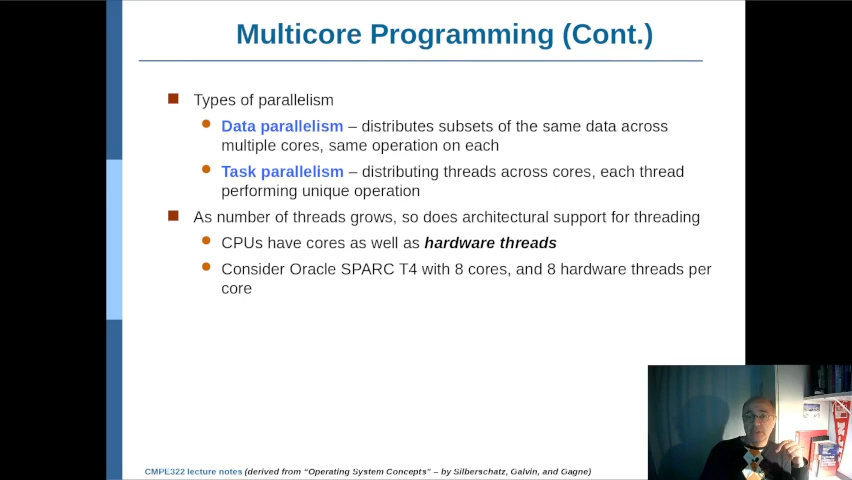 Multicore Programming (Cont.)
Types of parallelism
Data parallelism – distributes subsets of the same data across
multiple cores, same operation on each
Task parallelism – distributing threads across cores, each thread
performing unique operation
As number of threads grows, so does architectural support for threading
CPUs have cores as well as hardware threads
Consider Oracle SPARC T4 with 8 cores, and 8 hardware threads per
core
CMPE322 lecture notes (derived from “Operating System Concepts” – by Silberschatz, Galvin, and Gagne)